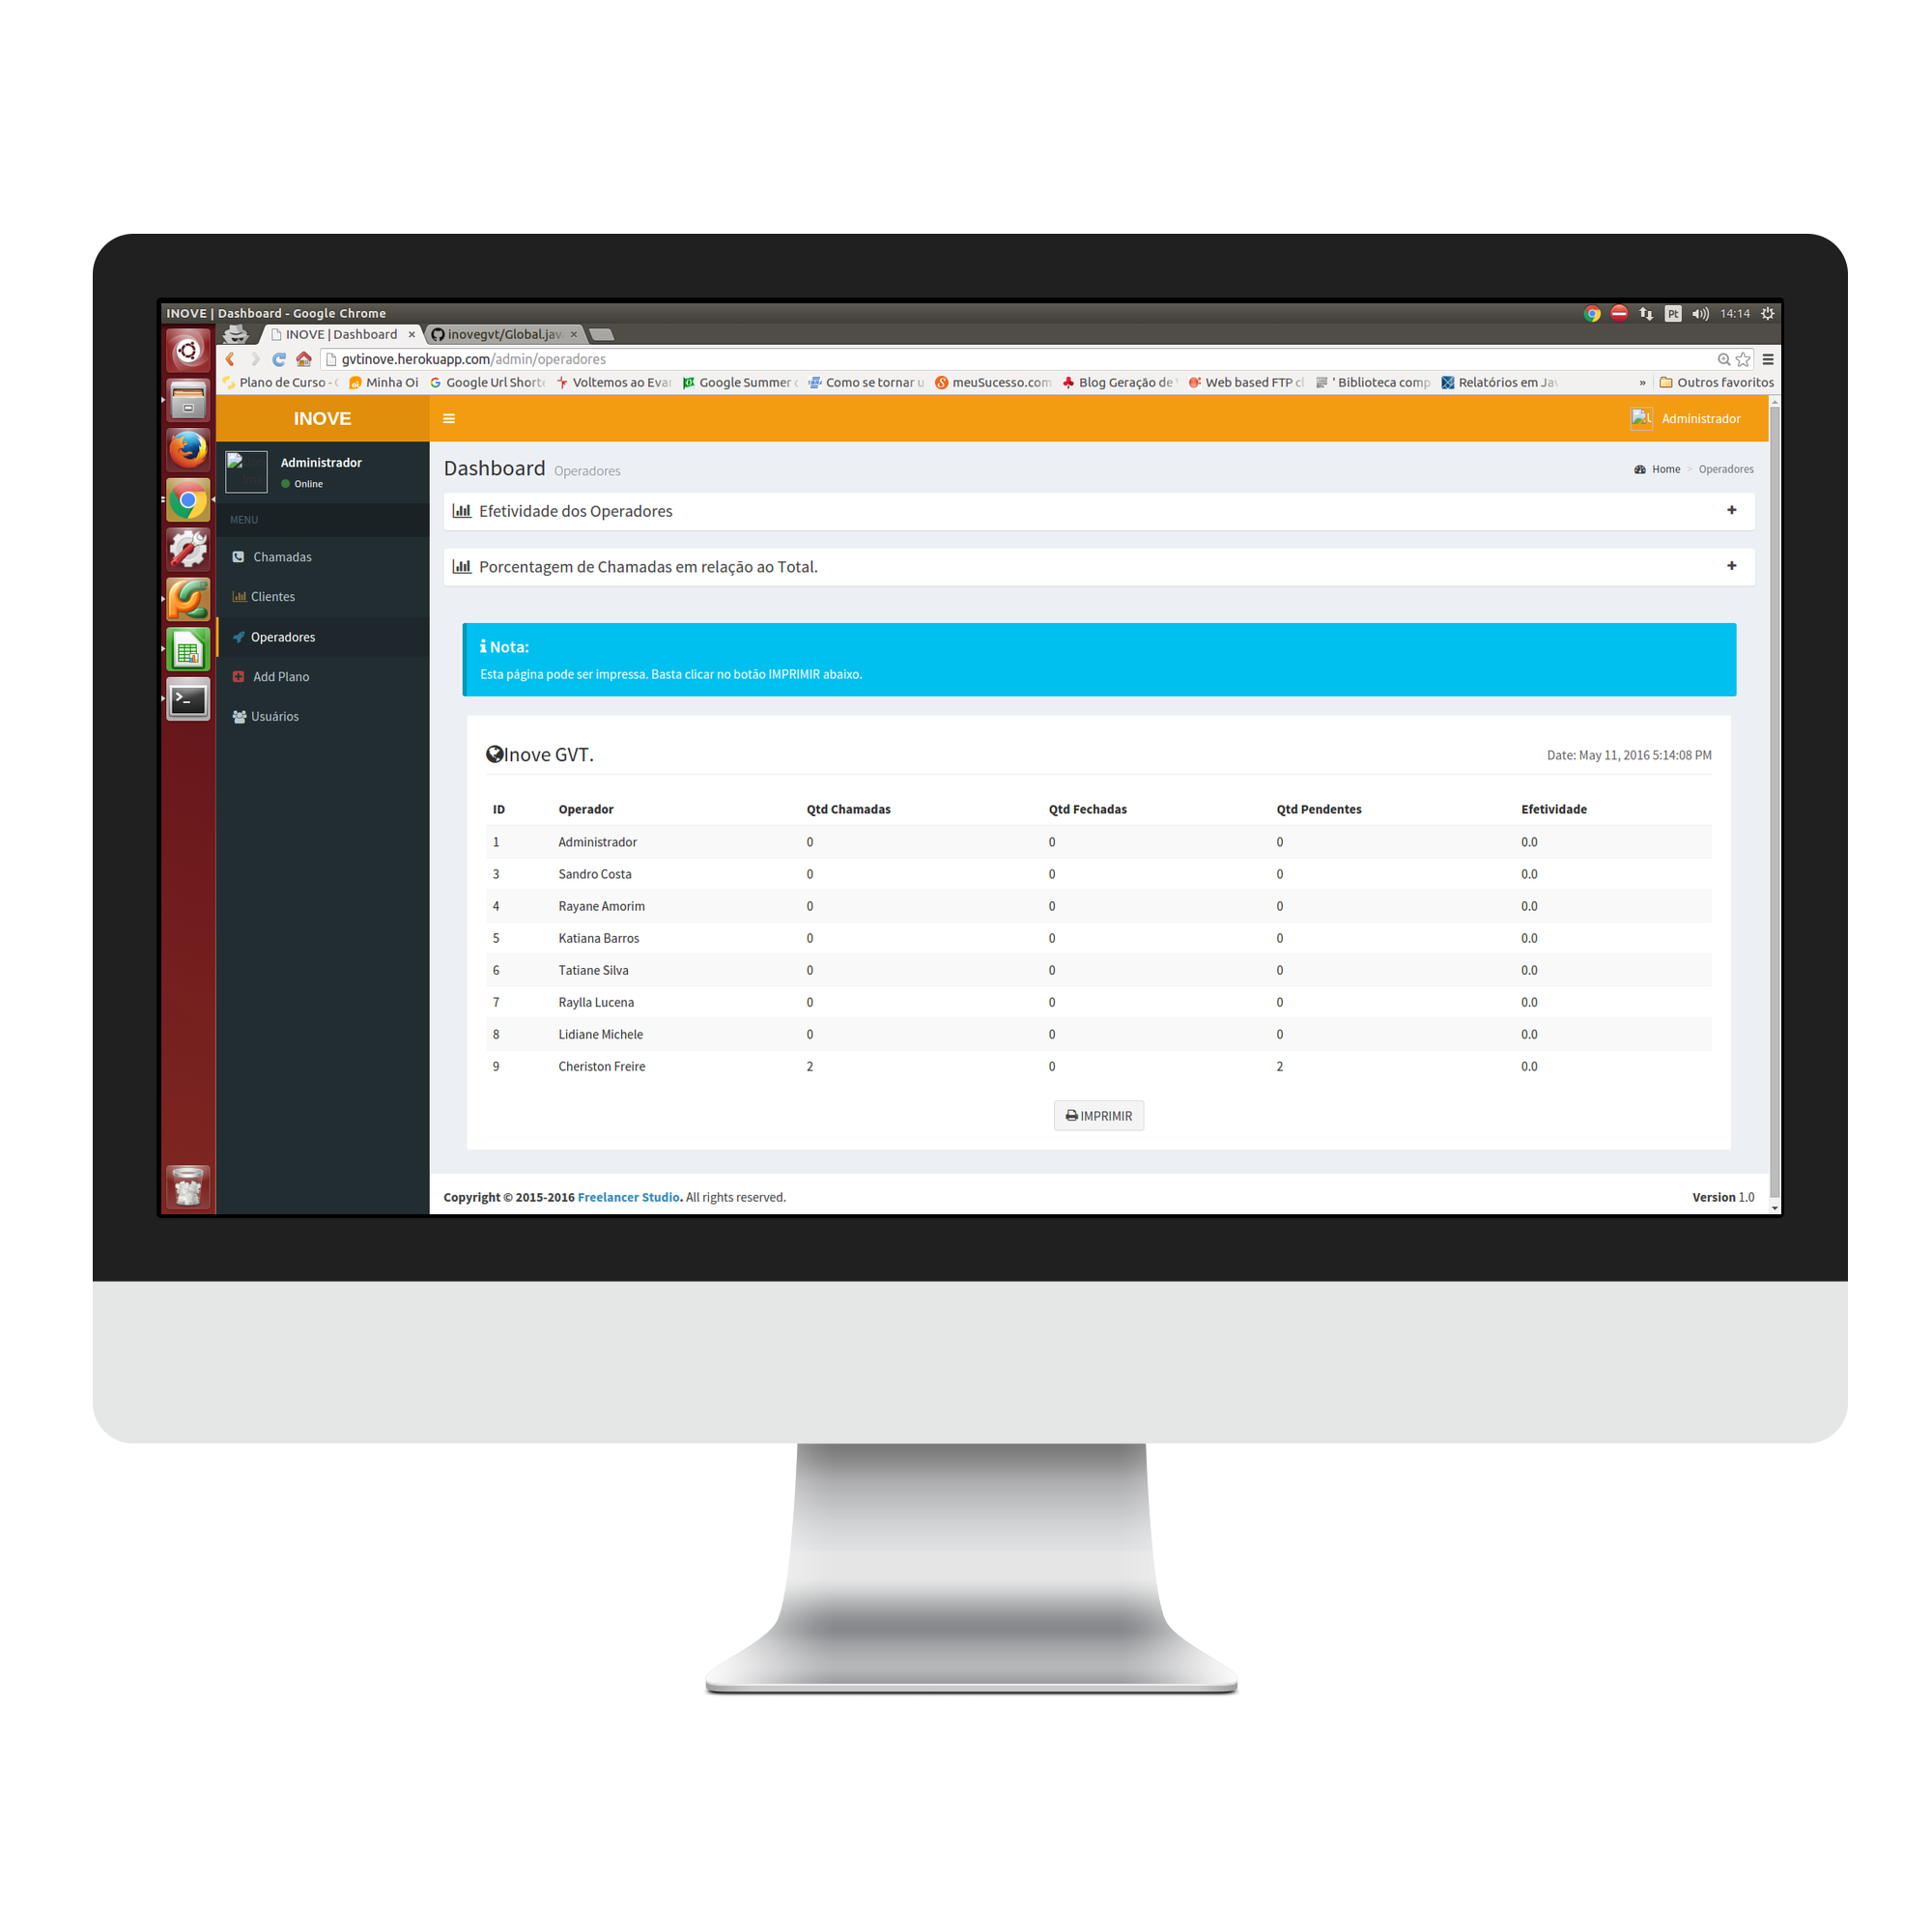 INOVE | Dashboard - Google Chrome Pt 14:14
INOVE | Dashboard × inovegvt/Global.jav ×
gvtinove.herokuapp.com/admin/operadores
Plano de Curso - Minha Oi Google Url Short Voltemos ao Eva Google Summer Como se tornar meuSucesso.com Blog Geração de Web based FTP ' Biblioteca comp Relatórios em Ja » Outros favoritos
INOVE Administrador
Administrador
Online
MENU
Chamadas
Clientes
Operadores
Add Plano
Usuários
Dashboard Operadores Home > Operadores
Efetividade dos Operadores +
Porcentagem de Chamadas em relação ao Total. +
Nota:
Esta página pode ser impressa. Basta clicar no botão IMPRIMIR abaixo.
Inove GVT. Date: May 11, 2016 5:14:08 PM
ID Operador Qtd Chamadas Qtd Fechadas Qtd Pendentes Efetividade
1 Administrador 0 0 0 0.0
3 Sandro Costa 0 0 0 0.0
4 Rayane Amorim 0 0 0 0.0
5 Katiana Barros 0 0 0 0.0
6 Tatiane Silva 0 0 0 0.0
7 Raylla Lucena 0 0 0 0.0
8 Lidiane Michele 0 0 0 0.0
9 Cheriston Freire 2 0 2 0.0
IMPRIMIR
Copyright © 2015-2016 Freelancer Studio. All rights reserved. Version 1.0